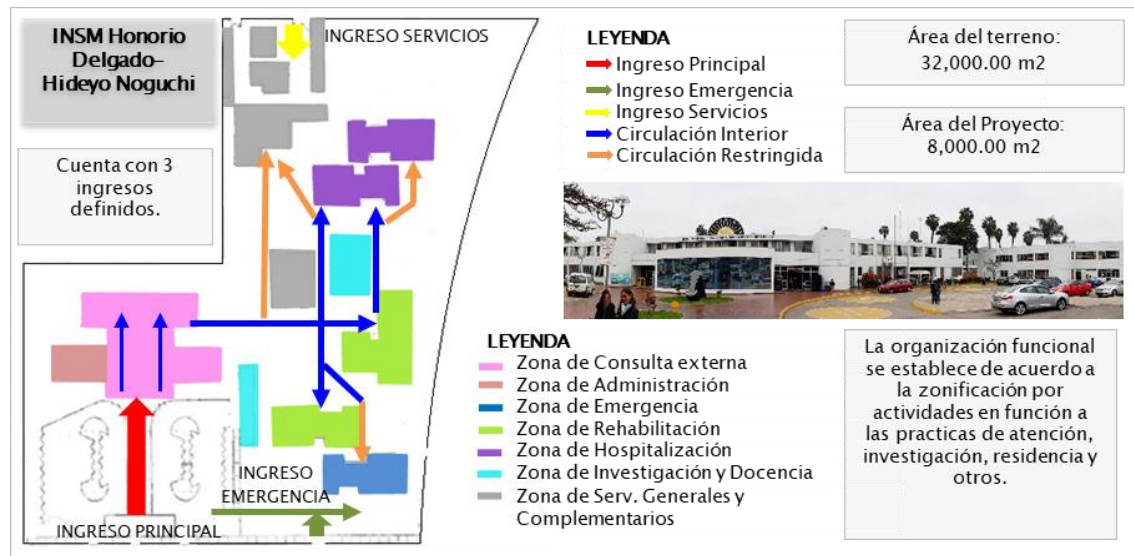 INSM Honorio
Delgado–
Hideyo Noguchi
Cuenta con 3
ingresos
definidos.
INGRESO SERVICIOS
INGRESO
EMERGENCIA
INGRESO PRINCIPAL
LEYENDA
Ingreso Principal
Ingreso Emergencia
Ingreso Servicios
Circulación Interior
Circulación Restringida
Área del terreno:
32,000.00 m2
Área del Proyecto:
8,000.00 m2
LEYENDA
Zona de Consulta externa
Zona de Administración
Zona de Emergencia
Zona de Rehabilitación
Zona de Hospitalización
Zona de Investigación y Docencia
Zona de Serv. Generales y
Complementarios
La organización funcional
se establece de acuerdo a
la zonificación por
actividades en función a
las practicas de atención,
investigación, residencia y
otros.